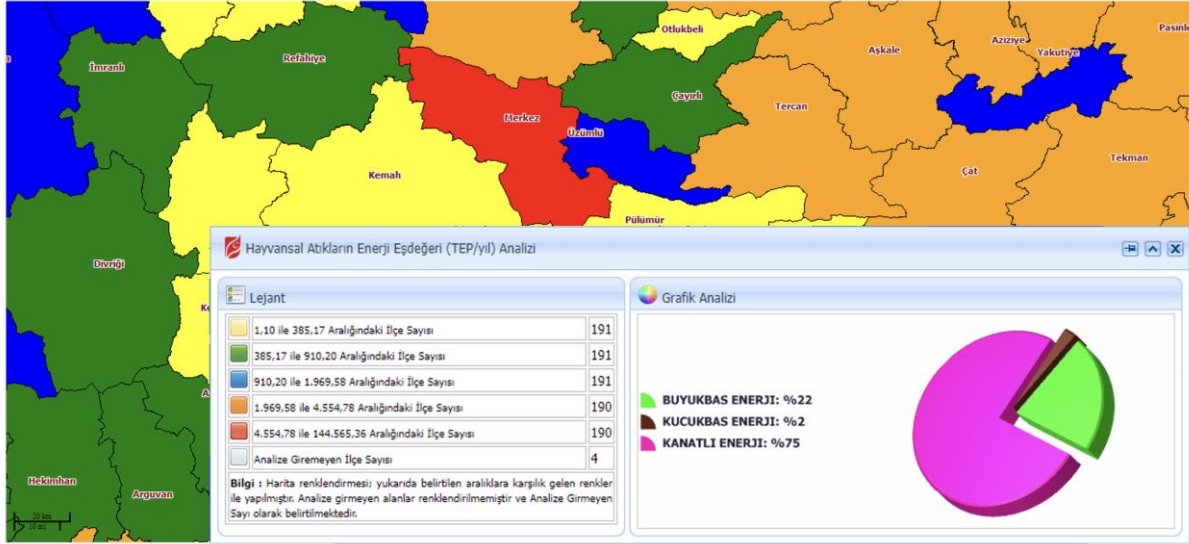 Otlukbeli
Pasinl
Aziziye
Yakutiye
Aşkale
Refahiye
İmranlı
Çayırlı
Tercan
Merkez
Üzümlü
Tekman
Çat
Kemah
Pülümür
Divriği
Ke
A
Hekimhan
Arguvan
20 km
10 mi
Hayvansal Atıkların Enerji Eşdeğeri (TEP/yıl) Analizi
Lejant
1,10 ile 385,17 Aralığındaki İlçe Sayısı 191
385,17 ile 910,20 Aralığındaki İlçe Sayısı 191
910,20 ile 1.969,58 Aralığındaki İlçe Sayısı 191
1.969,58 ile 4.554,78 Aralığındaki İlçe Sayısı 190
4.554,78 ile 144.565,36 Aralığındaki İlçe Sayısı 190
Analize Giremeyen İlçe Sayısı 4
Bilgi : Harita renklendirmesi; yukarıda belirtilen aralıklara karşılık gelen renkler
ile yapılmıştır. Analize girmeyen alanlar renklendirilmemiştir ve Analize Girmeyen
Sayı olarak belirtilmektedir.
Grafik Analizi
BUYUKBAS ENERJI: %22
KUCUKBAS ENERJI: %2
KANATLI ENERJI: %75